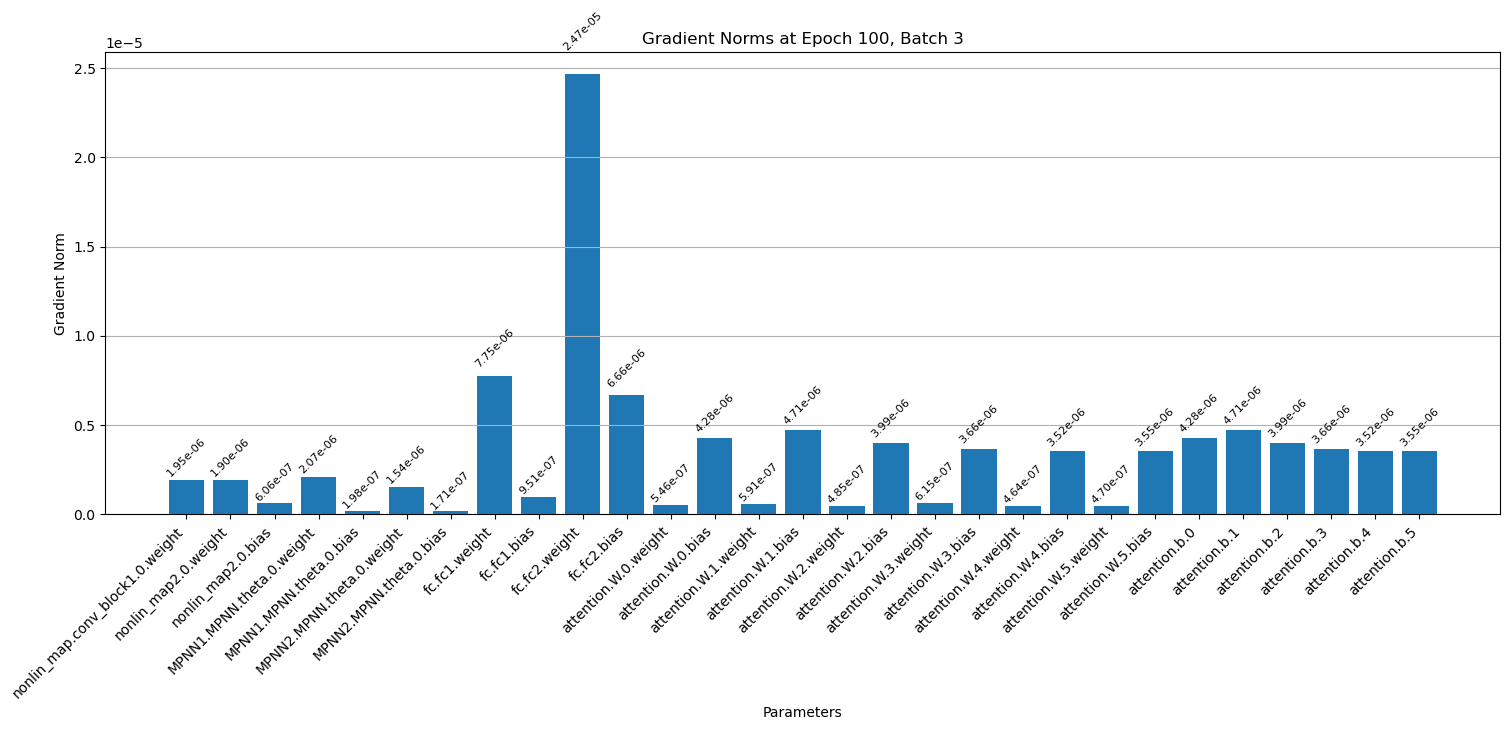 Gradient Norms at Epoch 100, Batch 3
1e−5
2.5
2.0
1.5
1.0
0.5
0.0
Gradient Norm
1.95e-06
1.90e-06
6.06e-07
2.07e-06
1.98e-07
1.54e-06
1.71e-07
7.75e-06
9.51e-07
2.47e-05
6.66e-06
5.46e-07
4.28e-06
5.91e-07
4.71e-06
4.85e-07
3.99e-06
6.15e-07
3.66e-06
4.64e-07
3.52e-06
4.70e-07
3.55e-06
4.28e-06
4.71e-06
3.99e-06
3.66e-06
3.52e-06
3.55e-06
nonlin_map.conv_block1.0.weight
nonlin_map2.0.weight
nonlin_map2.0.bias
MPNN1.MPNN.theta.0.weight
MPNN1.MPNN.theta.0.bias
MPNN2.MPNN.theta.0.weight
MPNN2.MPNN.theta.0.bias
fc.fc1.weight
fc.fc1.bias
fc.fc2.weight
fc.fc2.bias
attention.W.0.weight
attention.W.0.bias
attention.W.1.weight
attention.W.1.bias
attention.W.2.weight
attention.W.2.bias
attention.W.3.weight
attention.W.3.bias
attention.W.4.weight
attention.W.4.bias
attention.W.5.weight
attention.W.5.bias
attention.b.0
attention.b.1
attention.b.2
attention.b.3
attention.b.4
attention.b.5
Parameters